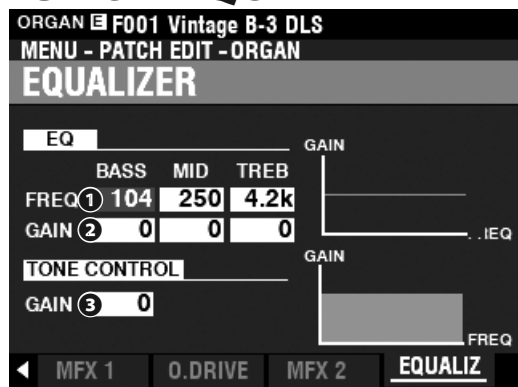 ORGAN E F001 Vintage B-3 DLS
MENU - PATCH EDIT - ORGAN
EQUALIZER
EQ
GAIN
BASS MID TREB
FREQ 1 104 250 4.2k
GAIN 2 0 0 0
TONE CONTROL
GAIN
GAIN 3 0
FREQ
MFX 1 O.DRIVE MFX 2 EQUALIZ